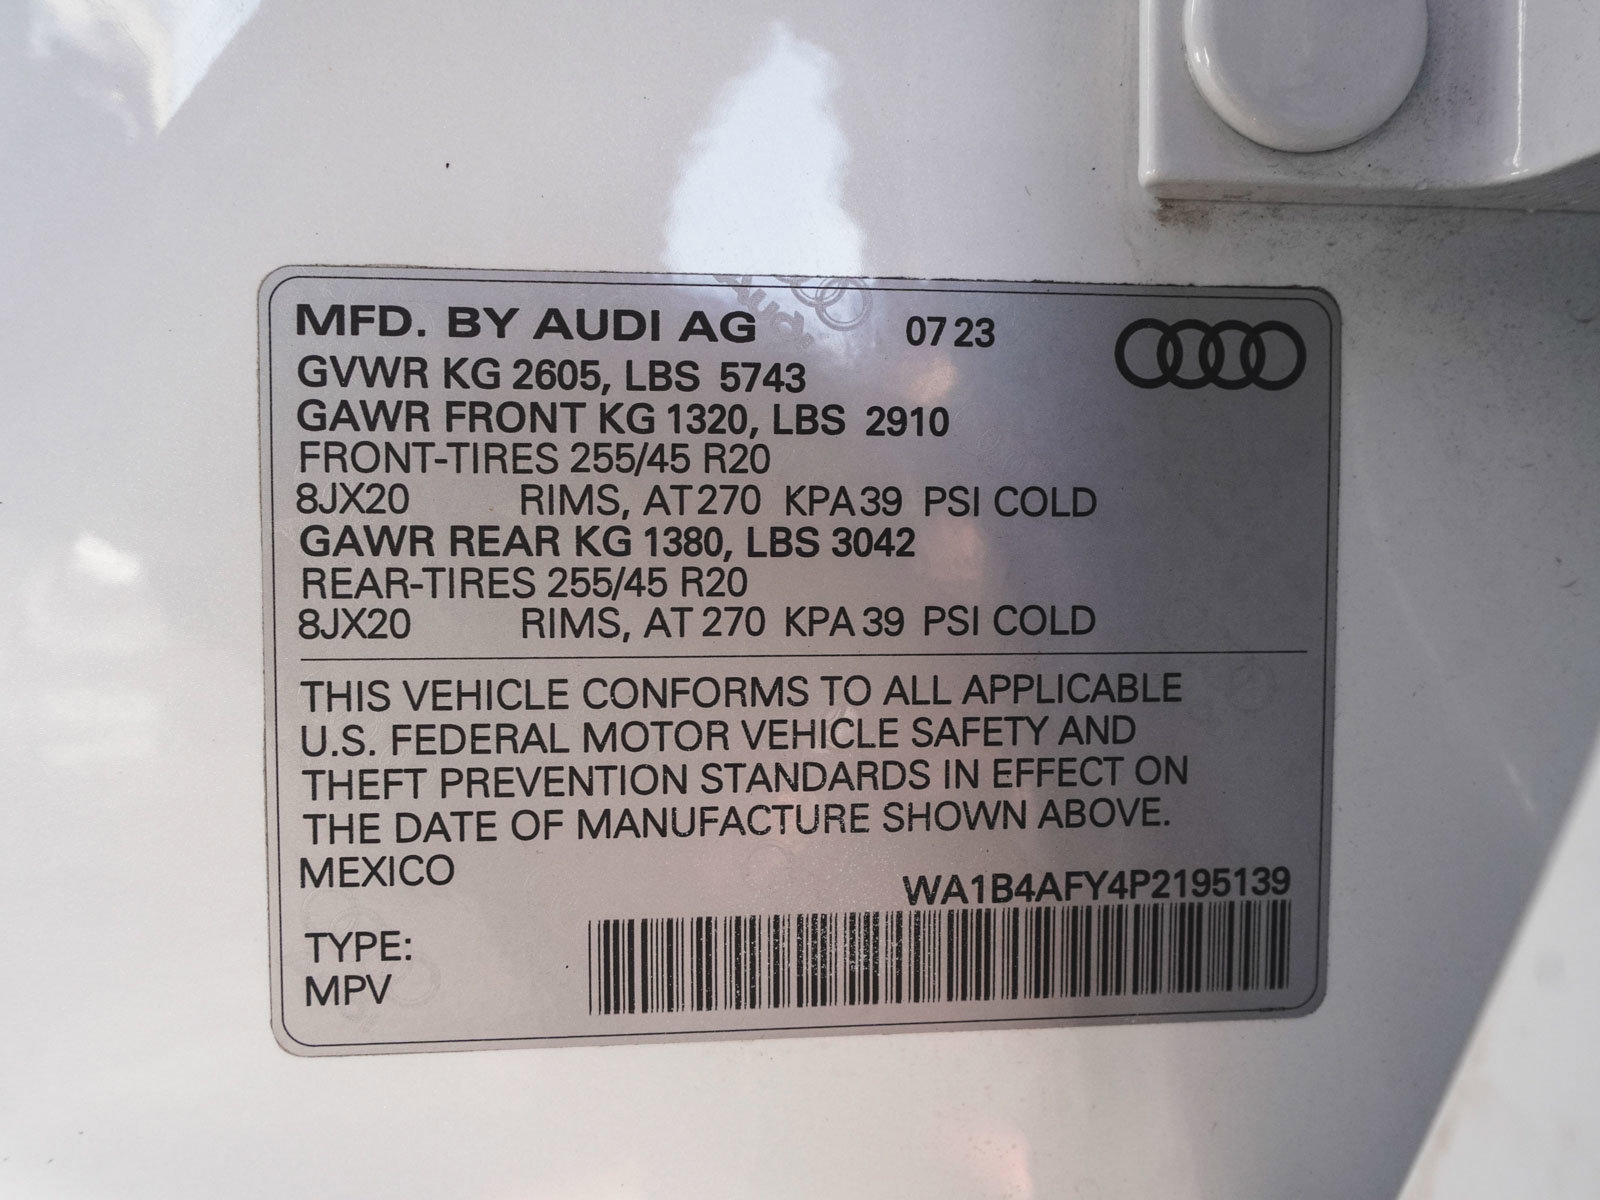 MFD. BY AUDI AG 07 23
GVWR KG 2605, LBS 5743
GAWR FRONT KG 1320, LBS 2910
FRONT-TIRES 255/45 R20
8JX20 RIMS, AT 270 KPA 39 PSI COLD
GAWR REAR KG 1380, LBS 3042
REAR-TIRES 255/45 R20
8JX20 RIMS, AT 270 KPA 39 PSI COLD
THIS VEHICLE CONFORMS TO ALL APPLICABLE
U.S. FEDERAL MOTOR VEHICLE SAFETY AND
THEFT PREVENTION STANDARDS IN EFFECT ON
THE DATE OF MANUFACTURE SHOWN ABOVE.
MEXICO
WA1B4AFY4P2195139
TYPE:
MPV